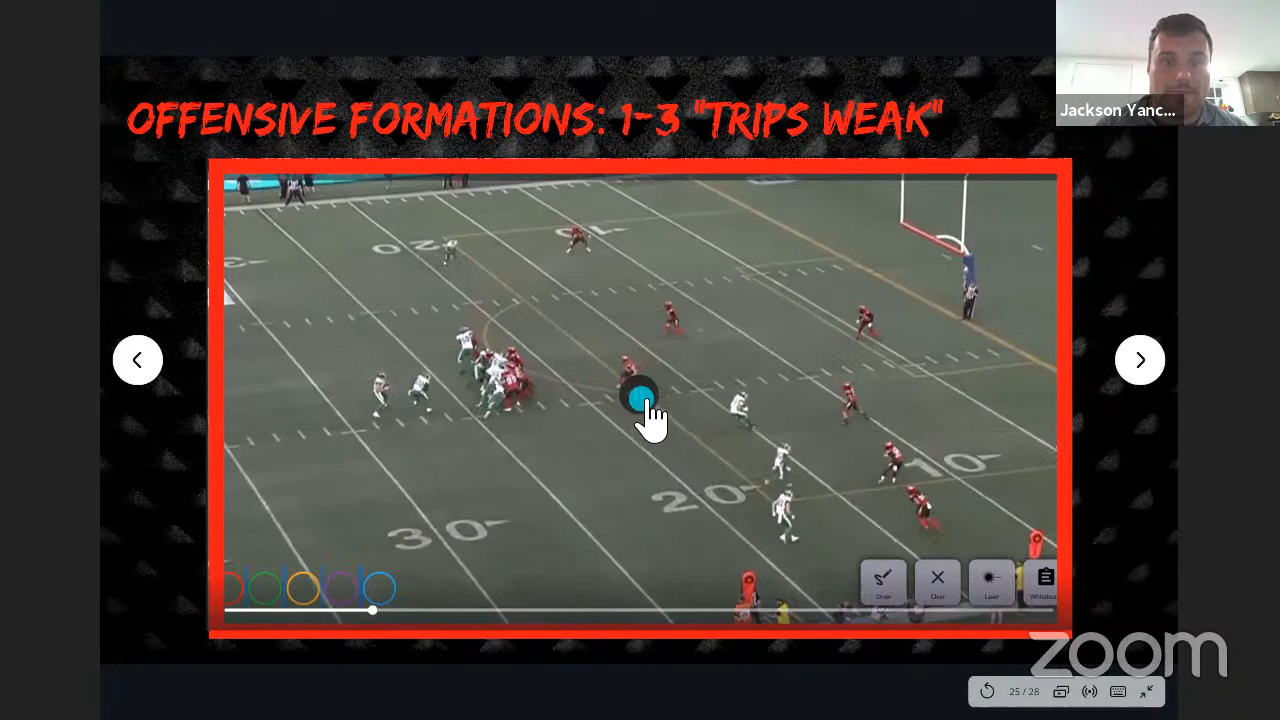 Jackson Yanc...
OFFENSIVE FORMATIONS: 1-3 "TRIPS WEAK"
20
10
20
10
30
Draw
Clear
Laser
zoom
25 / 28